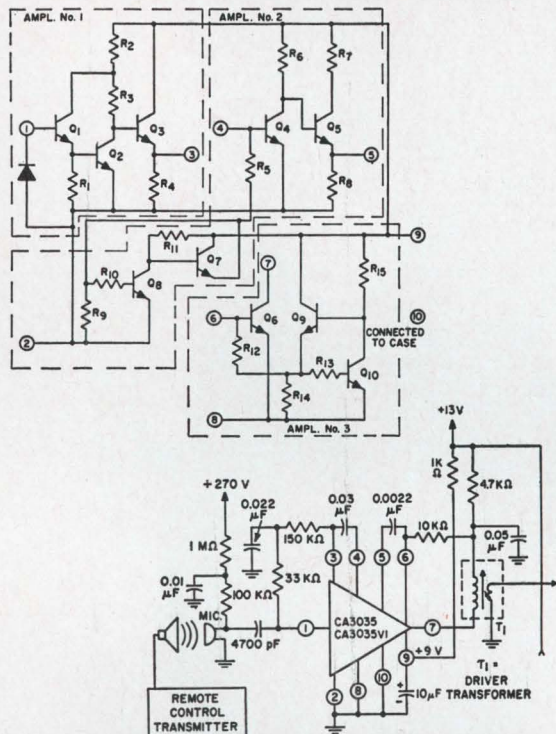 AMPL. No. 1
AMPL. No. 2
R2
R3
R6
R7
1
Q1
Q2
Q3
4
Q4
Q5
3
5
R1
R4
R5
R8
R11
Q7
9
R10
Q8
7
R15
R9
6
Q6
Q9
10
CONNECTED
TO CASE
R12
R13
Q10
2
R14
8
AMPL. No. 3
+13V
1K
Ω
4.7KΩ
+270 V
0.022
μF
0.03
μF
0.0022
μF
10KΩ
0.05
μF
150 KΩ
1 MΩ
3
4
5
6
0.01
μF
33 KΩ
100 KΩ
MIC.
1
CA3035
CA3035V1
7
T1
4700 pF
9
+9 V
T1 =
DRIVER
TRANSFORMER
2
8
10
+
-
10μF
REMOTE
CONTROL
TRANSMITTER